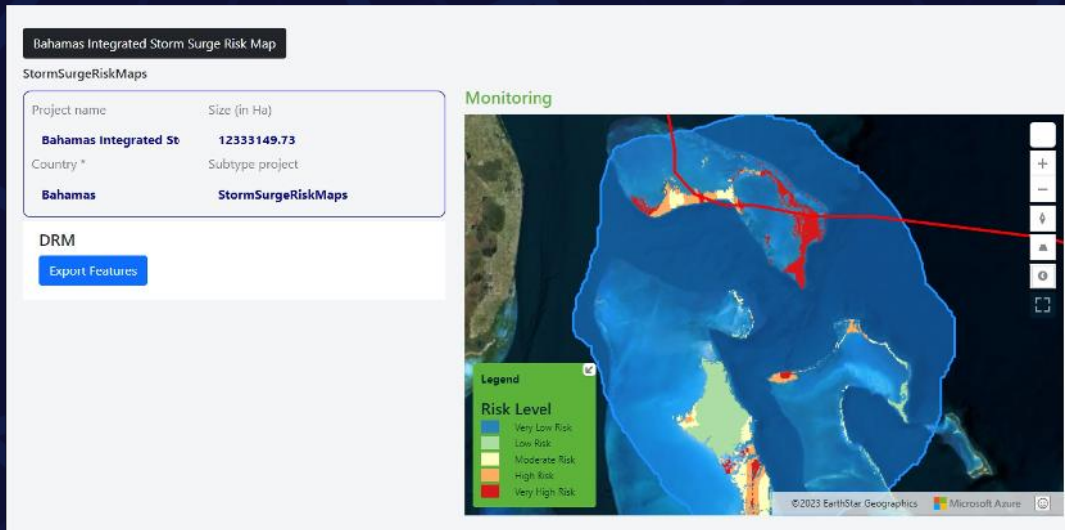 Bahamas Integrated Storm Surge Risk Map
StormSurgeRiskMaps
Project name Size (in Ha)
Bahamas Integrated St 12333149.73
Country * Subtype project
Bahamas StormSurgeRiskMaps
DRM
Export Features
Monitoring
Legend
Risk Level
Very Low Risk
Low Risk
Moderate Risk
High Risk
Very High Risk
©2023 EarthStar Geographics Microsoft Azure